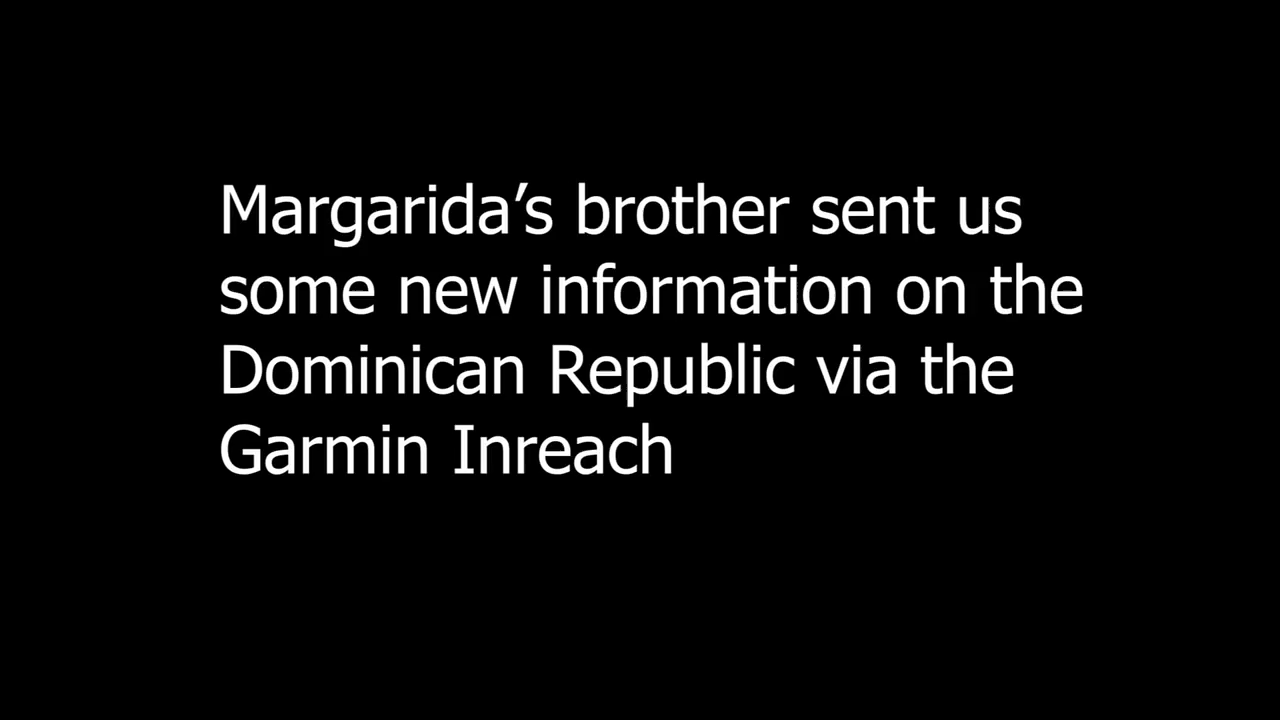 Margarida’s brother sent us
some new information on the
Dominican Republic via the
Garmin Inreach